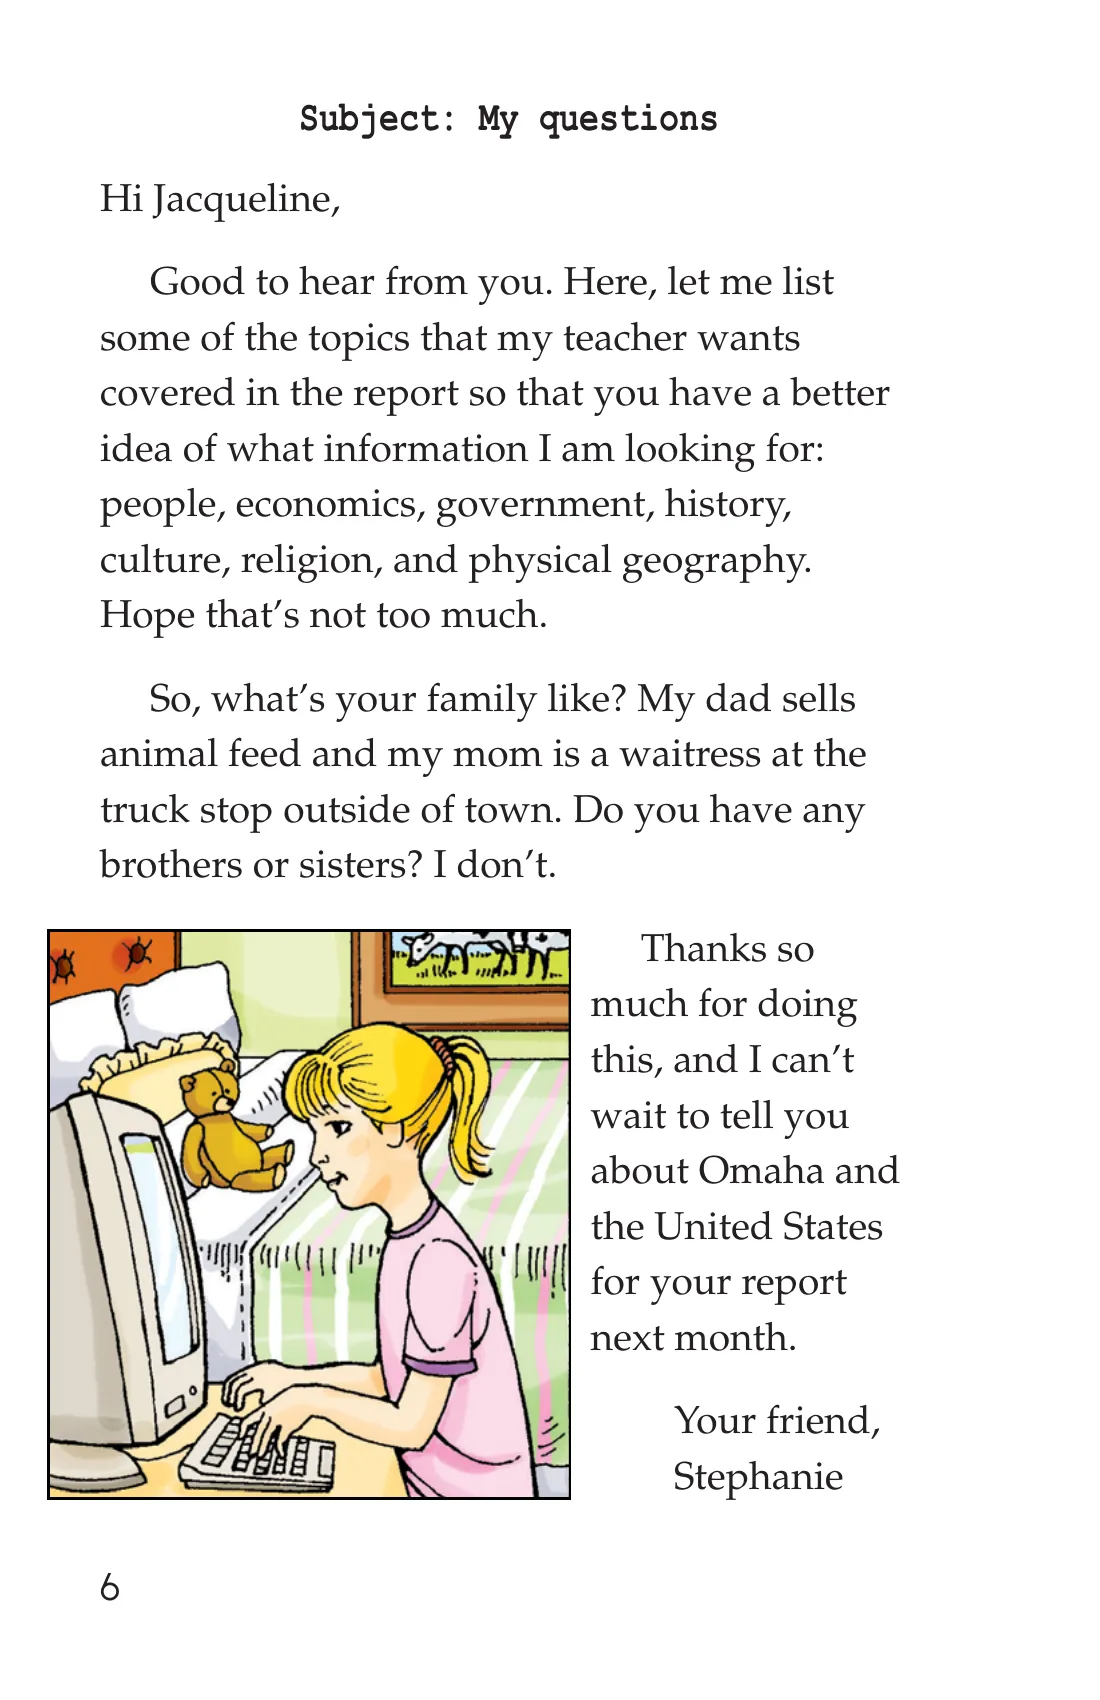 Subject: My questions
Hi Jacqueline,
Good to hear from you. Here, let me list
some of the topics that my teacher wants
covered in the report so that you have a better
idea of what information I am looking for:
people, economics, government, history,
culture, religion, and physical geography.
Hope that’s not too much.
So, what’s your family like? My dad sells
animal feed and my mom is a waitress at the
truck stop outside of town. Do you have any
brothers or sisters? I don’t.
Thanks so
much for doing
this, and I can’t
wait to tell you
about Omaha and
the United States
for your report
next month.
Your friend,
Stephanie
6